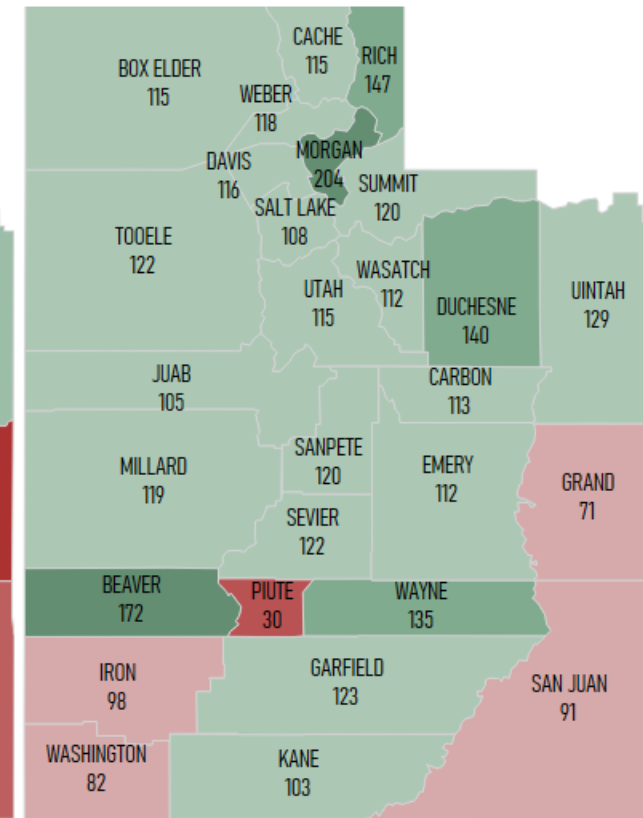 CACHE
115
RICH
147
BOX ELDER
115
WEBER
118
MORGAN
204
DAVIS
116
SUMMIT
120
SALT LAKE
108
TOOELE
122
WASATCH
112
UTAH
115
DUCHESNE
140
UINTAH
129
JUAB
105
CARBON
113
SANPETE
120
MILLARD
119
EMERY
112
GRAND
71
SEVIER
122
BEAVER
172
PIUTE
30
WAYNE
135
IRON
98
GARFIELD
123
SAN JUAN
91
WASHINGTON
82
KANE
103